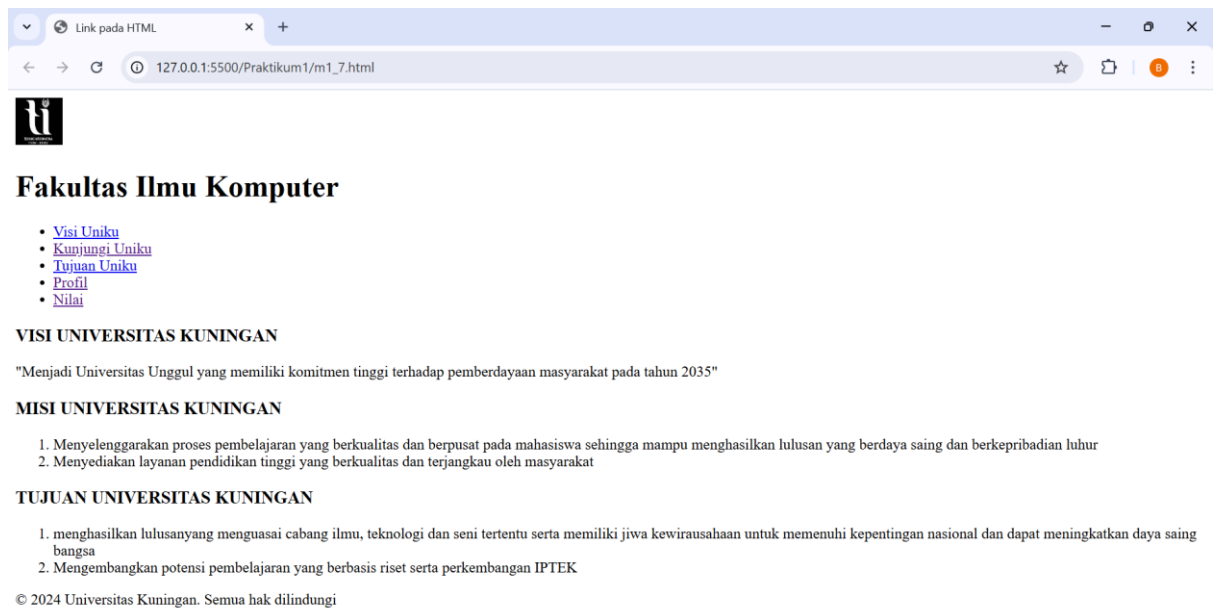 Link pada HTML
127.0.0.1:5500/Praktikum1/m1_7.html
B
ti
Fakultas Ilmu Komputer
• Visi Uniku
• Kunjungi Uniku
• Tujuan Uniku
• Profil
• Nilai
VISI UNIVERSITAS KUNINGAN
"Menjadi Universitas Unggul yang memiliki komitmen tinggi terhadap pemberdayaan masyarakat pada tahun 2035"
MISI UNIVERSITAS KUNINGAN
1. Menyelenggarakan proses pembelajaran yang berkualitas dan berpusat pada mahasiswa sehingga mampu menghasilkan lulusan yang berdaya saing dan berkepribadian luhur
2. Menyediakan layanan pendidikan tinggi yang berkualitas dan terjangkau oleh masyarakat
TUJUAN UNIVERSITAS KUNINGAN
1. menghasilkan lulusanyang menguasai cabang ilmu, teknologi dan seni tertentu serta memiliki jiwa kewirausahaan untuk memenuhi kepentingan nasional dan dapat meningkatkan daya saing
bangsa
2. Mengembangkan potensi pembelajaran yang berbasis riset serta perkembangan IPTEK
© 2024 Universitas Kuningan. Semua hak dilindungi